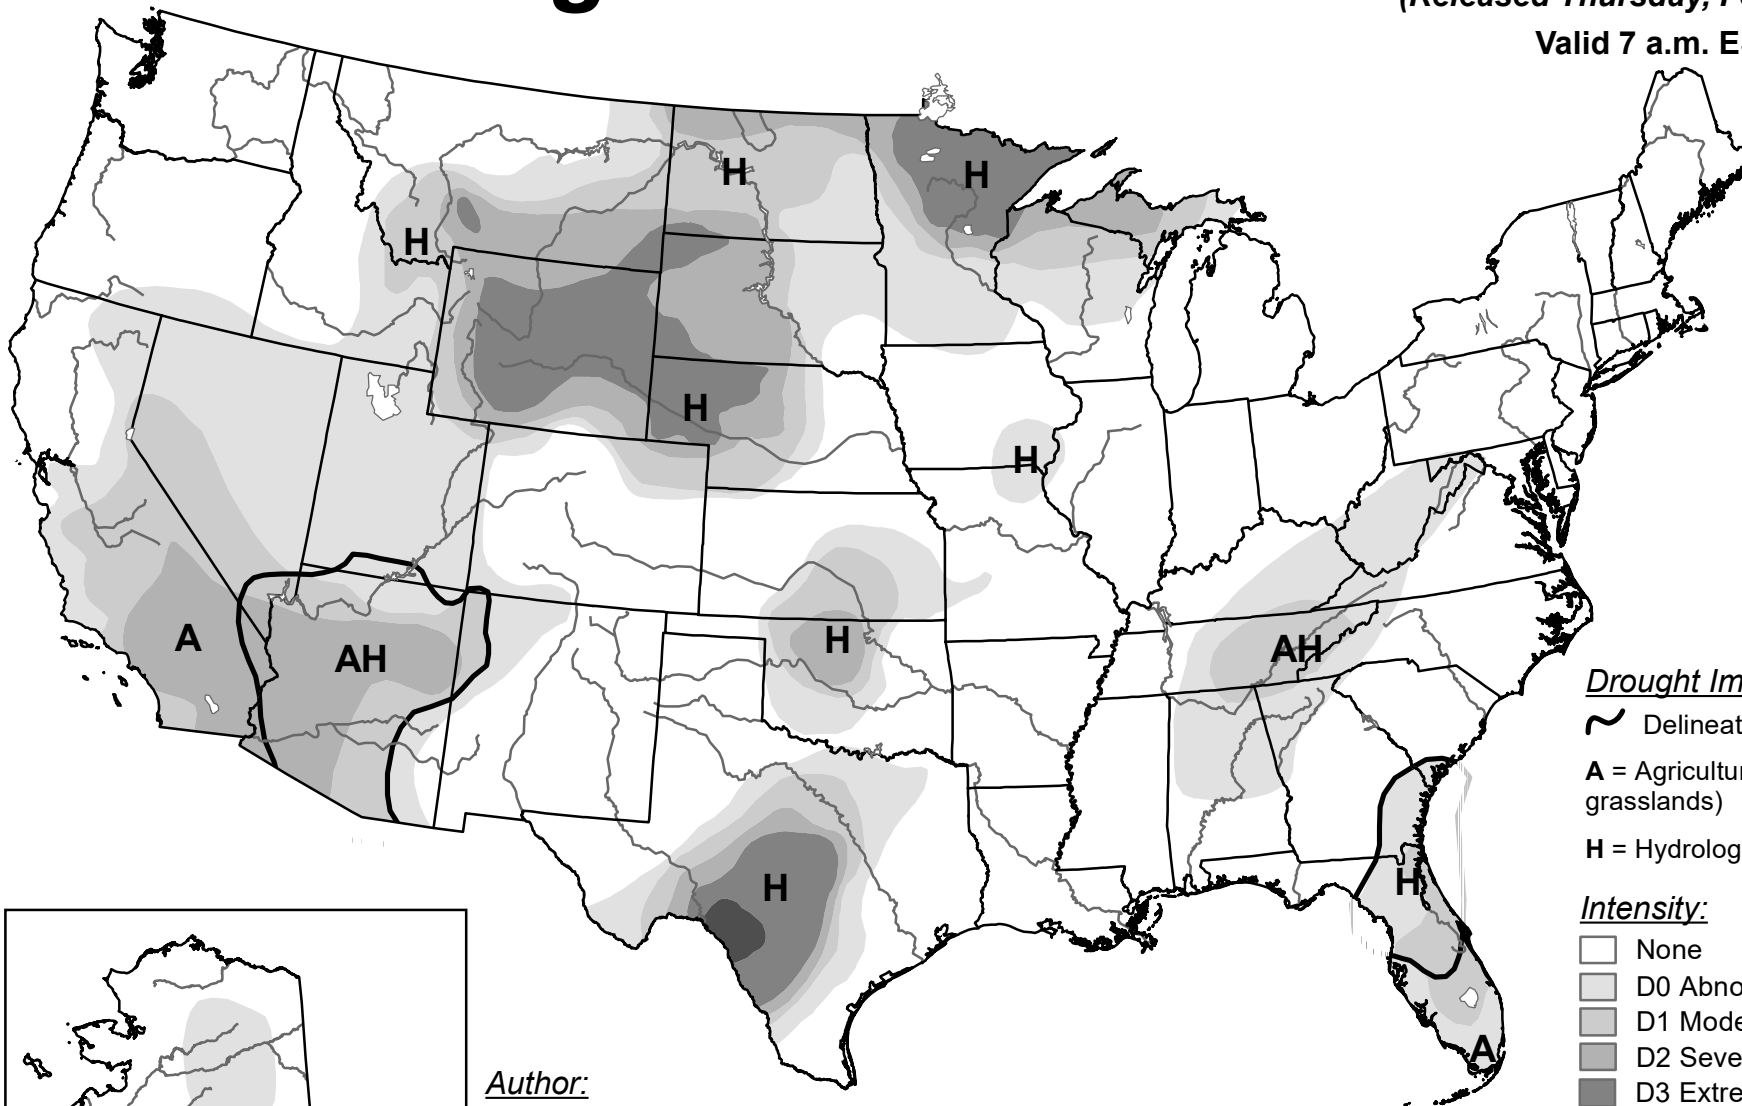 (Released Thursday,
Valid 7 a.m.
H
H
H
H
H
A
AH
H
AH
H
H
A
Drought
Delineat
A = Agricultur
grasslands)
H = Hydrolog
Intensity:
None
D0 Abno
D1 Mode
D2 Seve
D3 Extre
Author: